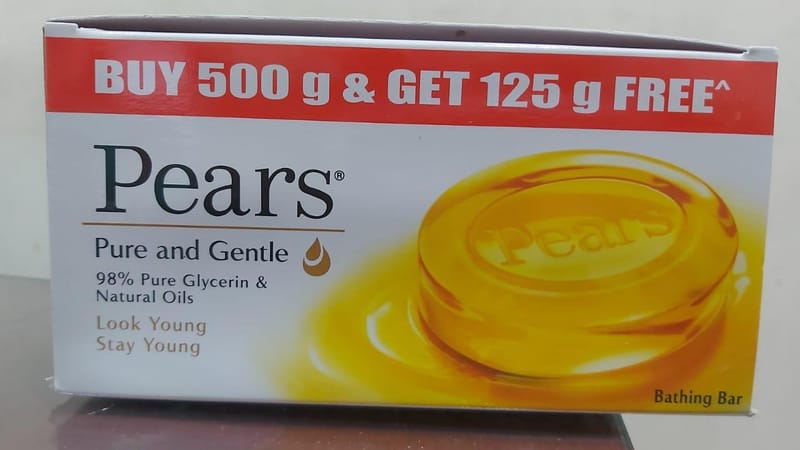 BUY 500 g & GET 125 g FREE^
Pears®
Pure and Gentle
98% Pure Glycerin &
Natural Oils
Look Young
Stay Young
Pears
Bathing Bar